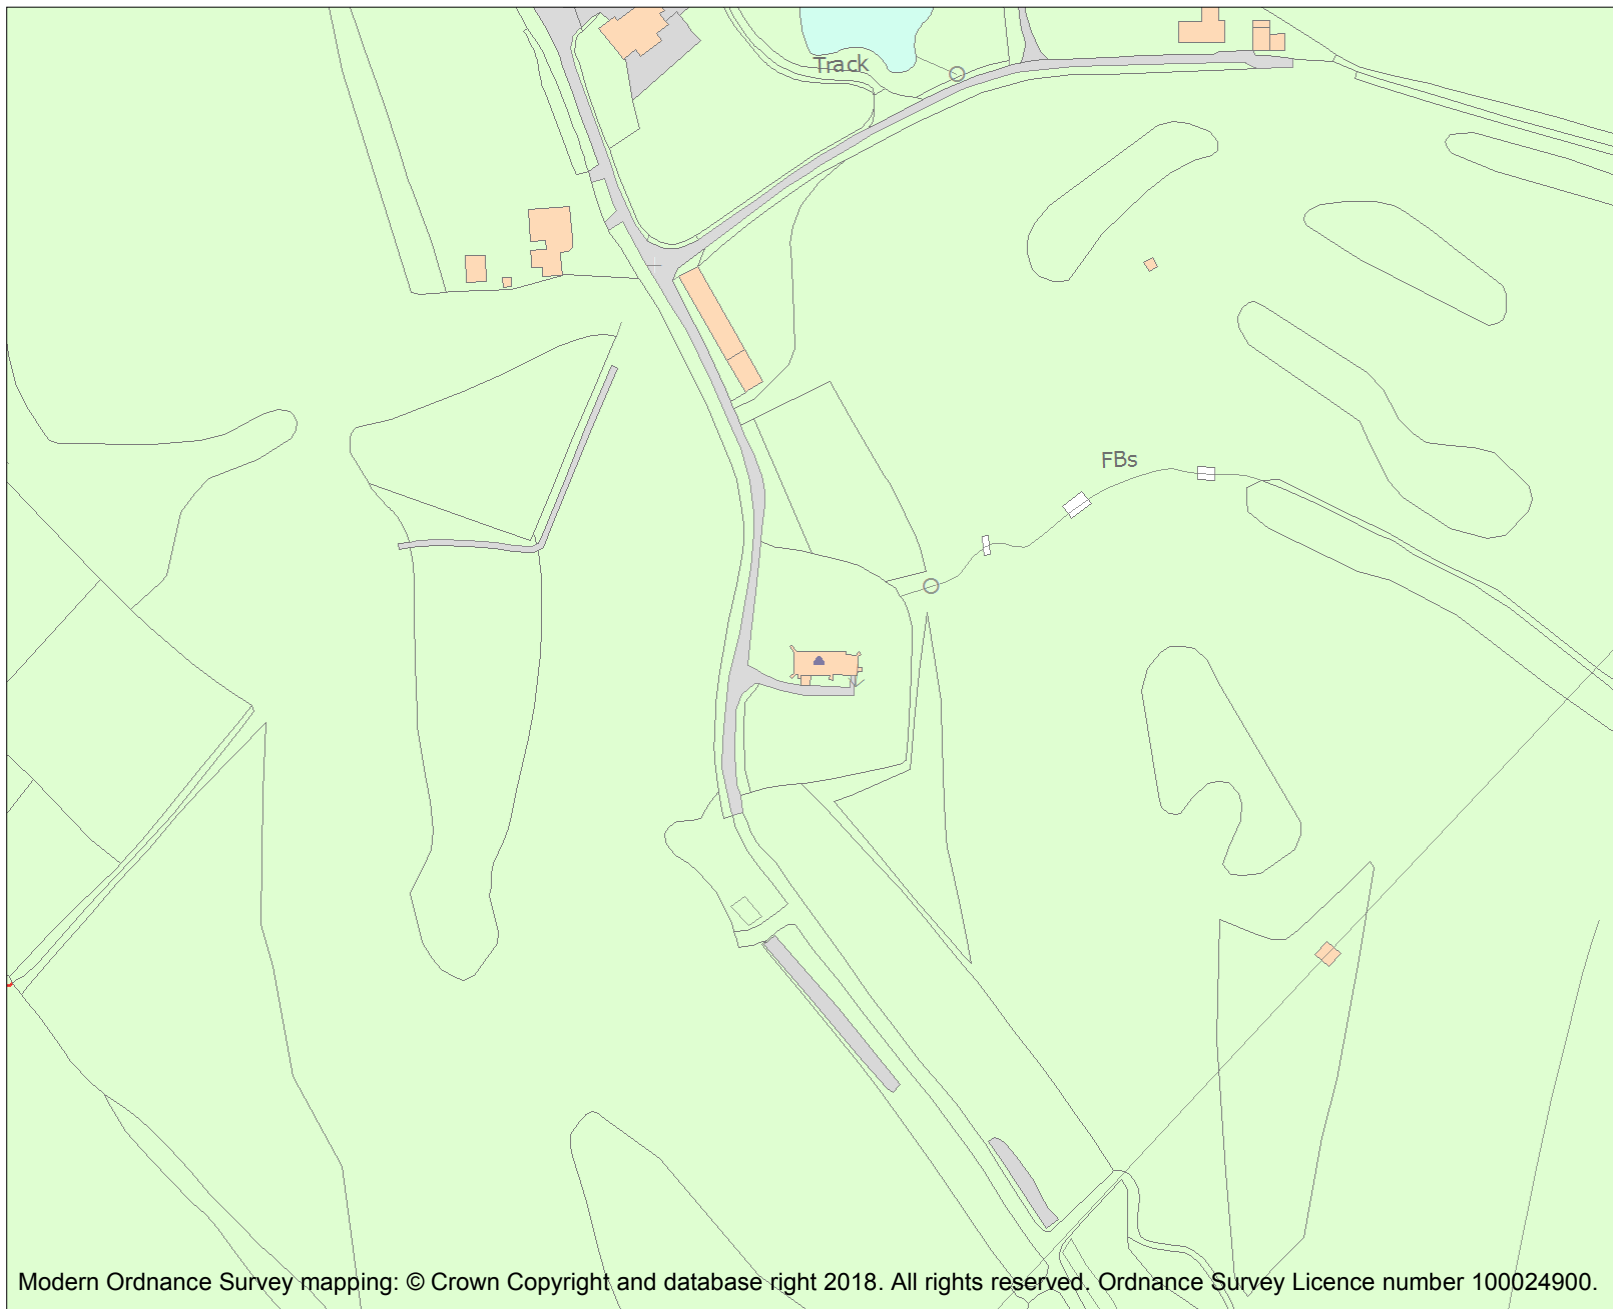 Track
FBs
Modern Ordnance Survey mapping: © Crown Copyright and database right 2018. All rights reserved. Ordnance Survey Licence number 100024900.